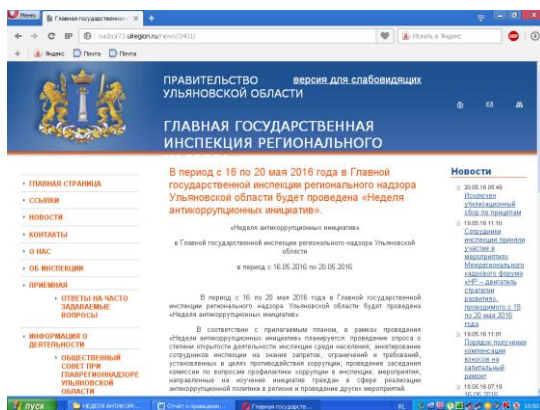 Меню
Главная государственная
nadzor73.ulregion.ru/news/3401/
Искать в Яндекс
Яндекс
Почта
Почта
ПРАВИТЕЛЬСТВО
УЛЬЯНОВСКОЙ ОБЛАСТИ
версия для слабовидящих
ГЛАВНАЯ ГОСУДАРСТВЕННАЯ
ИНСПЕКЦИЯ РЕГИОНАЛЬНОГО
ГЛАВНАЯ СТРАНИЦА
ССЫЛКИ
НОВОСТИ
КОНТАКТЫ
О НАС
ОБ ИНСПЕКЦИИ
ПРИЁМНАЯ
ОТВЕТЫ НА ЧАСТО
ЗАДАВАЕМЫЕ
ВОПРОСЫ
ИНФОРМАЦИЯ О
ДЕЯТЕЛЬНОСТИ
ОБЩЕСТВЕННЫЙ
СОВЕТ ПРИ
ГЛАВРЕГИОННАДЗОРЕ
УЛЬЯНОВСКОЙ
ОБЛАСТИ
В период с 16 по 20 мая 2016 года в Главной
государственной инспекции регионального надзора
Ульяновской области будет проведена «Неделя
антикоррупционных инициатив».
«Неделя антикоррупционных инициатив»
в Главной государственной инспекции регионального надзора Ульяновской
области
в период с 16.05.2016 по 20.05.2016
В период с 16 по 20 мая 2016 года в Главной государственной
инспекции регионального надзора Ульяновской области будет проведена
«Неделя антикоррупционных инициатив».
В соответствии с прилагаемым планом, в рамках проведения
«Недели антикоррупционных инициатив» планируется: проведение опроса о
степени открытости деятельности инспекции среди населения, анкетирование
сотрудников инспекции на знание запретов, ограничений и требований,
установленных в целях противодействия коррупции, проведение заседания
комиссии по вопросам профилактики коррупции в инспекции; мероприятия,
направленные на изучение инициатив граждан в сфере реализации
антикоррупционной политики в регионе и проведение других мероприятий.
Новости
20.05.16 05:49
Исключен
утилизационный
сбор по прицепам
19.05.16 11:10
Сотрудники
инспекции приняли
участие в
мероприятиях
Межрегионального
кадрового форума
«HR – двигатель
стратегии
развития»,
проводимого с 18
по 20 мая 2016
года
19.05.16 11:01
Порядок получения
компенсации
взносов на
капитальный
ремонт
18.05.16 07:19
пуск
НЕДЕЛЯ АНТИКОРР...
Отчёт о проведени...
Главная государств...
RL